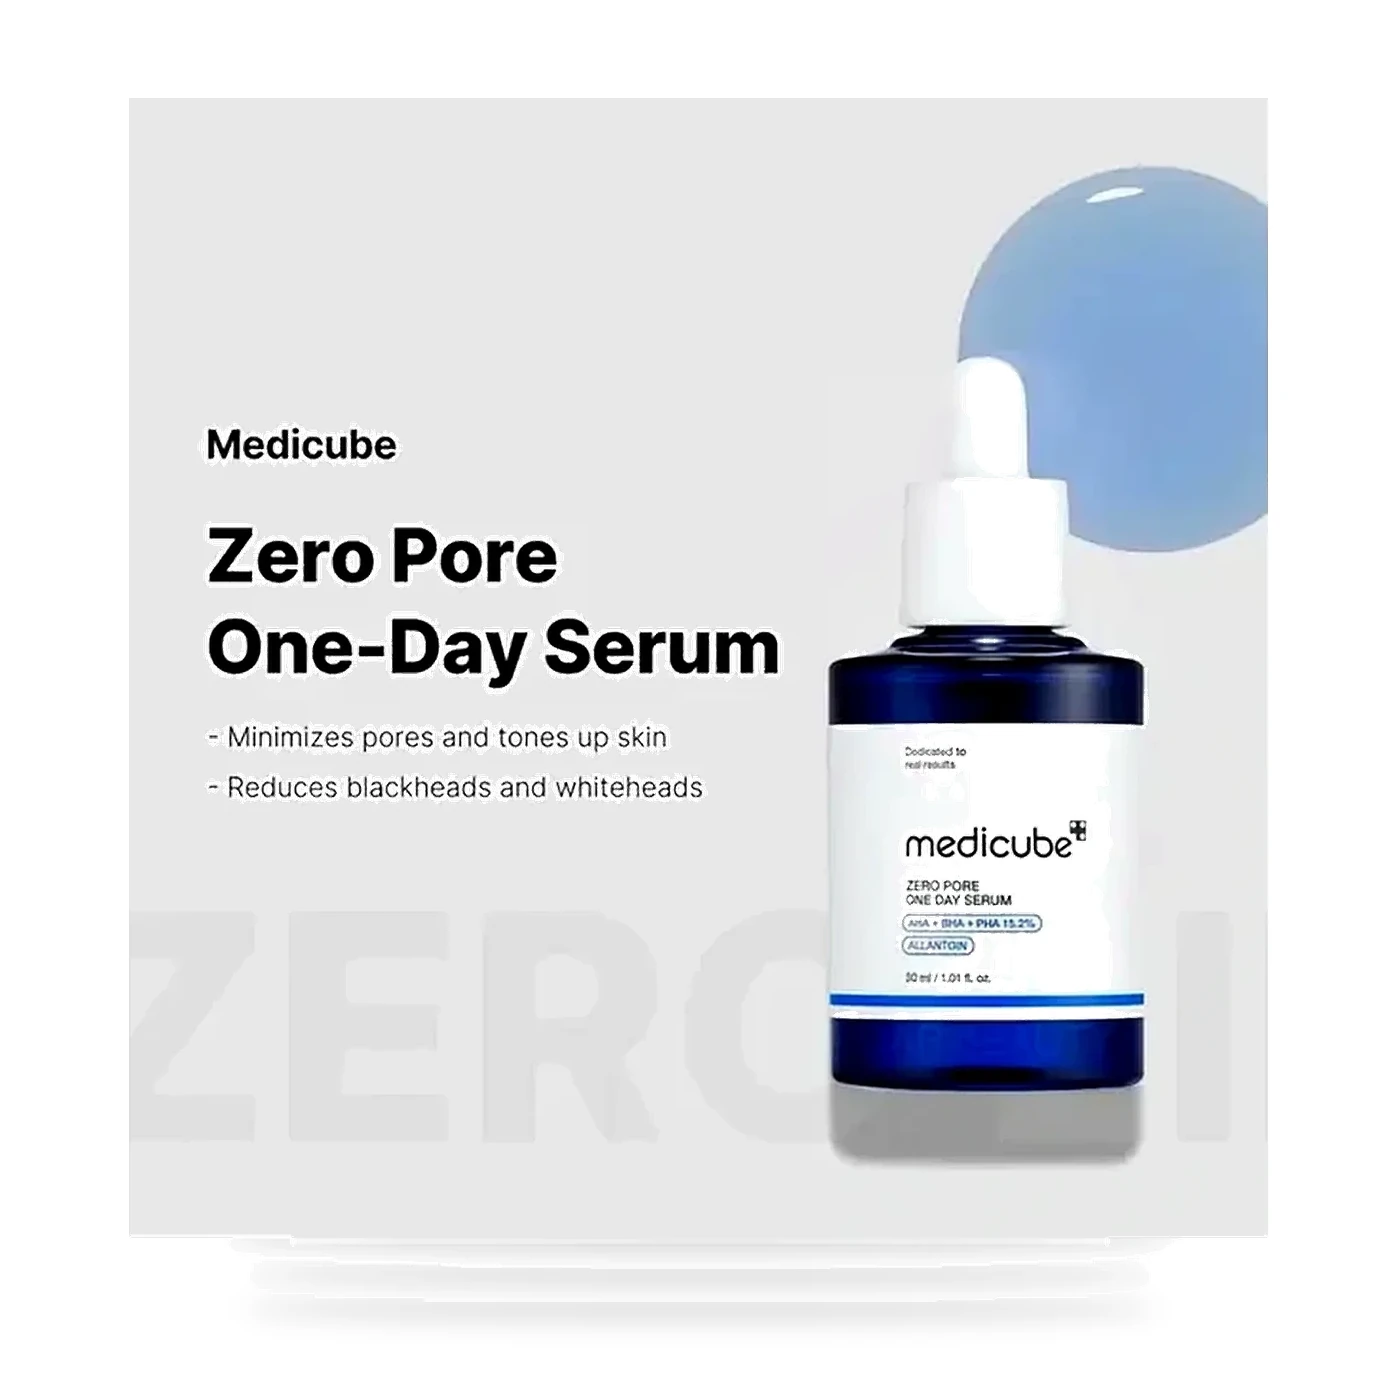 Medicube
Zero Pore
One-Day Serum
- Minimizes pores and tones up skin
- Reduces blackheads and whiteheads
Dedicated to
real results
medicube
ZERO PORE
ONE DAY SERUM
AHA + BHA + PHA 15.2%
ALLANTOIN
30 ml / 1.01 fl. oz.
ZERO